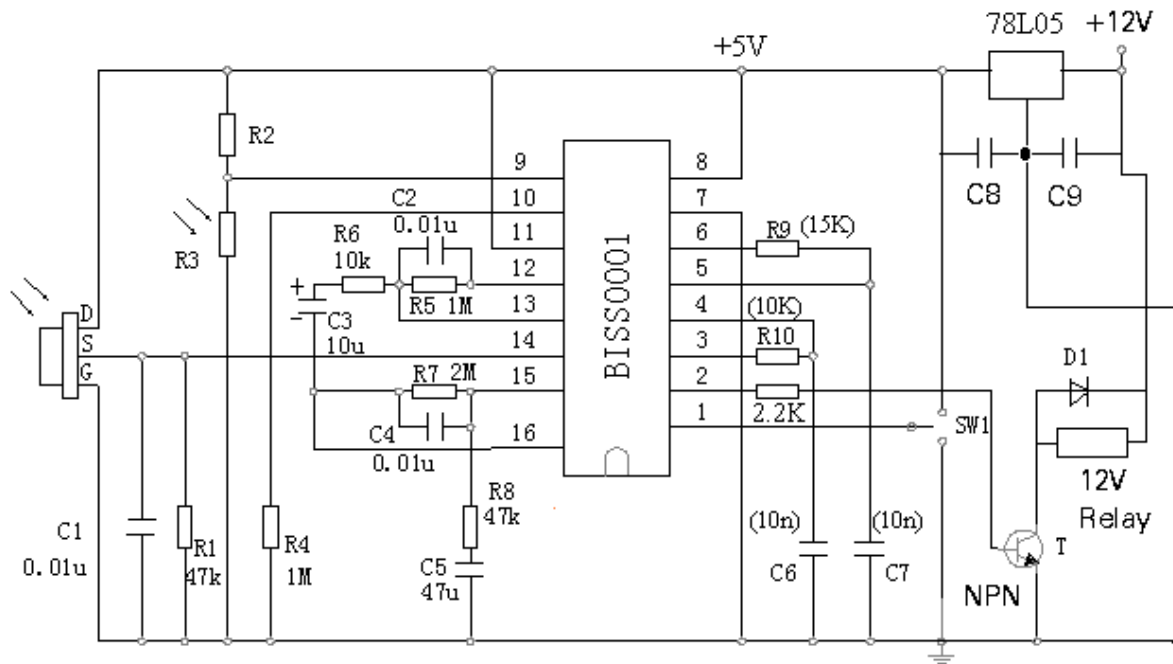 78L05 +12V
+5V
R2
9 8
C2 10 7
0.01u
R6 11 6 R9 (15K)
C8 C9
R3 10k
12 5
+
R5 1M 13 4 (10K)
- C3
D 10u 14 3 R10
S
D1
G R7 2M 15 2
2.2K
1 SW1
C4 16
0.01u
BISS0001
12V
Relay
R8
47k
(10n) (10n)
C1
0.01u
R1
47k
R4
1M
C5
47u
C6 C7
T
NPN